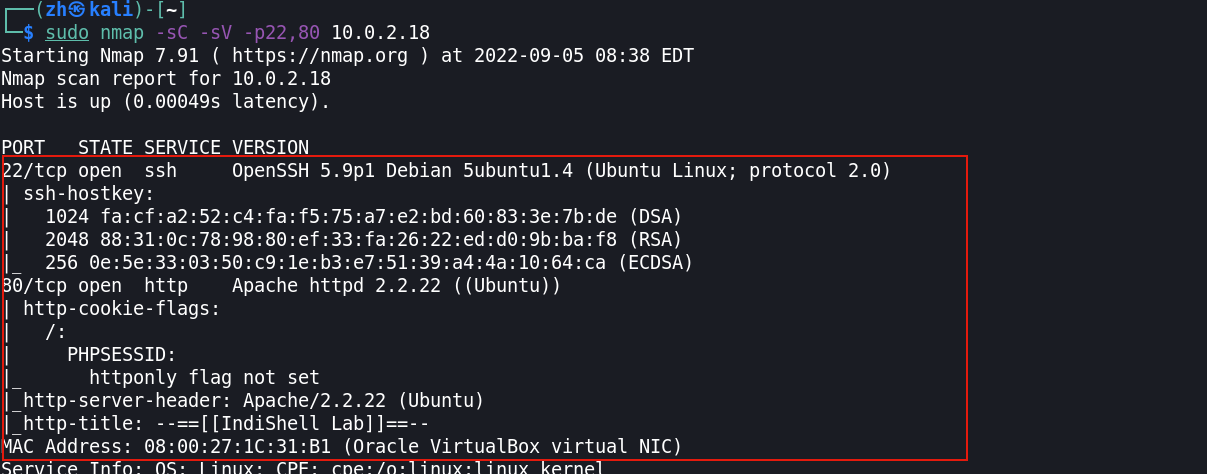 ┌──(zh㉿kali)-[~]
└─$ sudo nmap -sC -sV -p22,80 10.0.2.18
Starting Nmap 7.91 ( https://nmap.org ) at 2022-09-05 08:38 EDT
Nmap scan report for 10.0.2.18
Host is up (0.00049s latency).
PORT   STATE SERVICE VERSION
22/tcp open  ssh     OpenSSH 5.9p1 Debian 5ubuntu1.4 (Ubuntu Linux; protocol 2.0)
| ssh-hostkey:
|   1024 fa:cf:a2:52:c4:fa:f5:75:a7:e2:bd:60:83:3e:7b:de (DSA)
|   2048 88:31:0c:78:98:80:ef:33:fa:26:22:ed:d0:9b:ba:f8 (RSA)
|_  256 0e:5e:33:03:50:c9:1e:b3:e7:51:39:a4:4a:10:64:ca (ECDSA)
80/tcp open  http    Apache httpd 2.2.22 ((Ubuntu))
| http-cookie-flags:
|   /:
|     PHPSESSID:
|_      httponly flag not set
|_http-server-header: Apache/2.2.22 (Ubuntu)
|_http-title: --==[[IndiShell Lab]]==--
MAC Address: 08:00:27:1C:31:B1 (Oracle VirtualBox virtual NIC)
Service Info: OS: Linux; CPE: cpe:/o:linux:linux_kernel